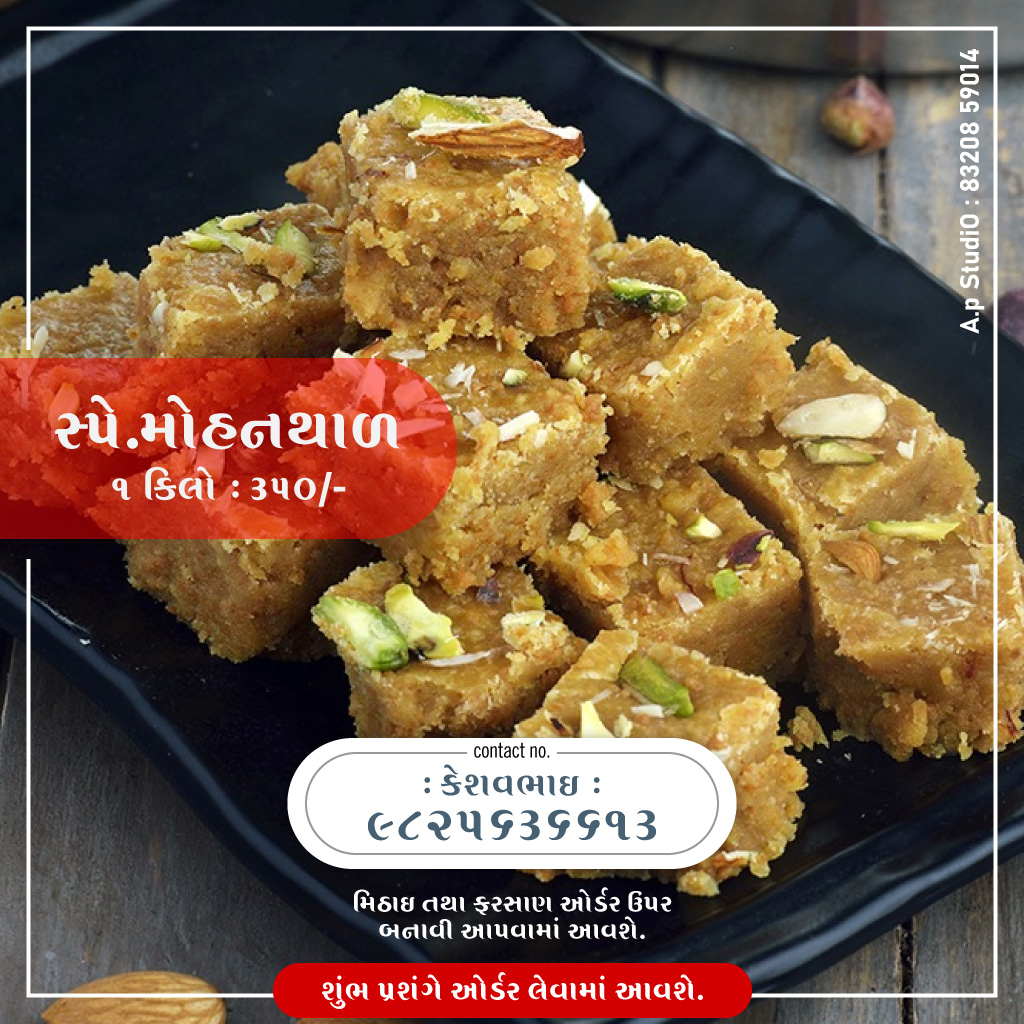 A.p StudiO : 83208 59014
સ્પે.મોહનથાળ
૧ કિલો : ૩૫૦/-
contact no.
: કેશવભાઇ :
૯૮૨૫૬૩૬૬૧૩
મિઠાઇ તથા ફરસાણ ઓર્ડર ઉપર
બનાવી આપવામાં આવશે.
શુંભ પ્રશંગે ઓર્ડર લેવામાં આવશે.